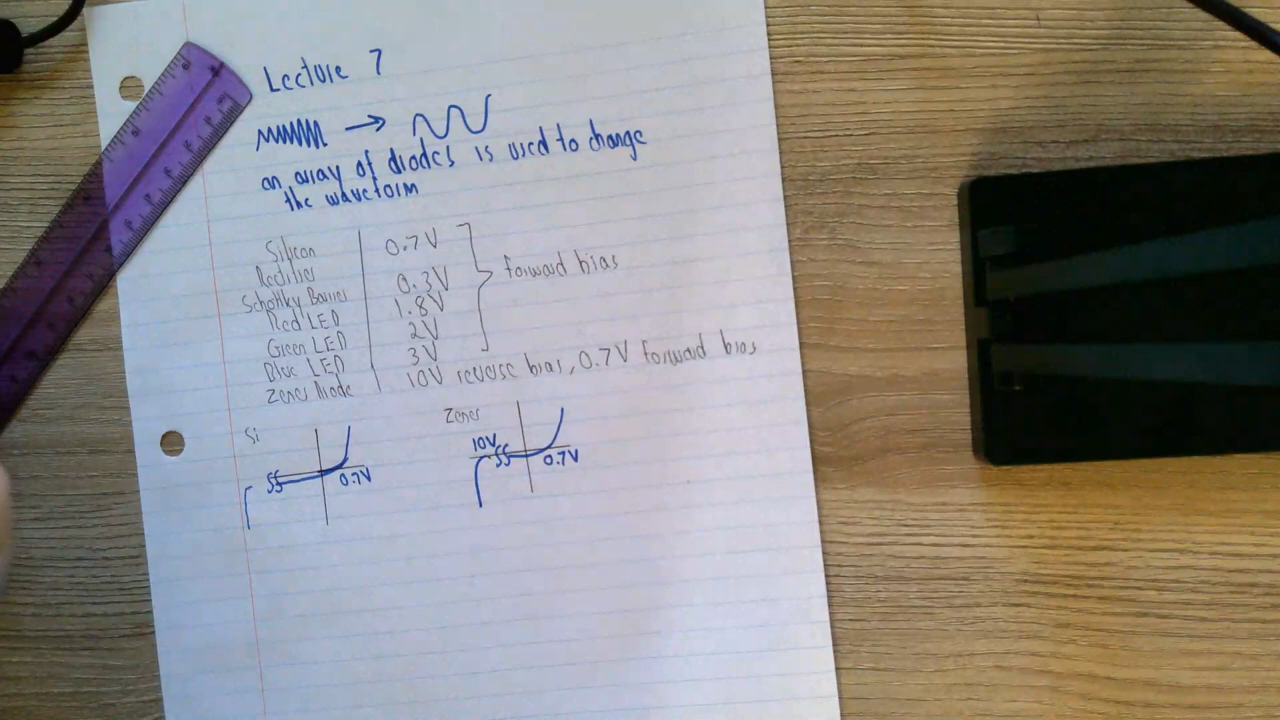 Lecture 7
an array of diodes is used to change
the waveform
Silicon
Rectifier 0.7V
Schottky Barrier 0.3V
Red LED 1.8V
Green LED 2V
Blue LED 3V
forward bias
Zener Diode 10V reverse bias, 0.7V forward bias
Si
0.7V
Zener
10V
0.7V